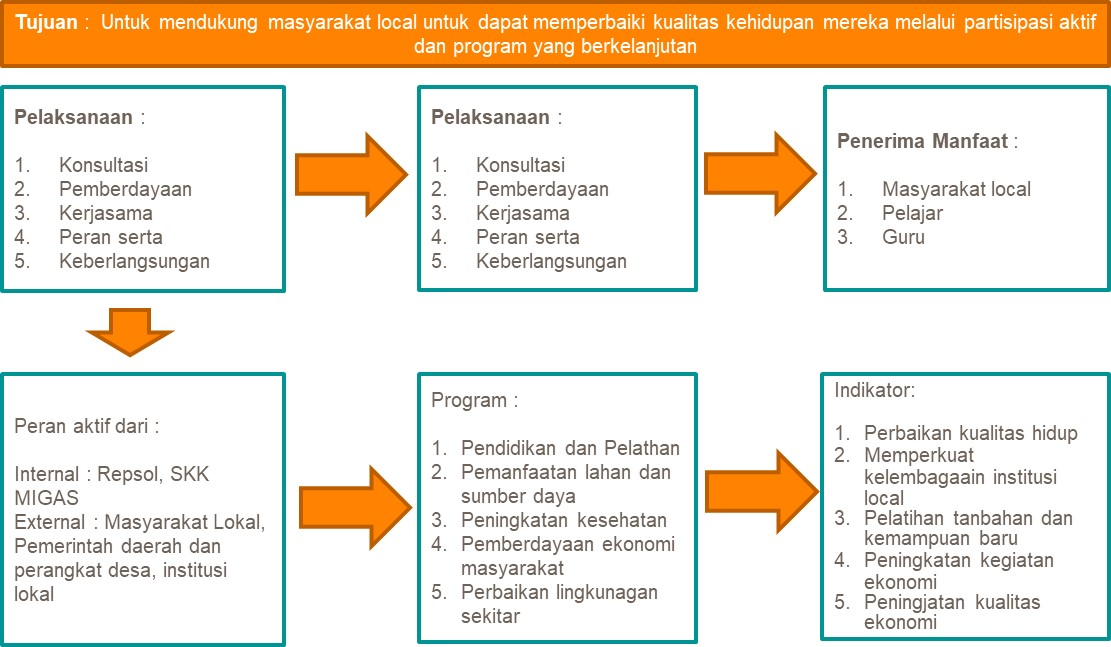 Tujuan : Untuk mendukung masyarakat local untuk dapat memperbaiki kualitas kehidupan mereka melalui partisipasi aktif
dan program yang berkelanjutan
Pelaksanaan :
1. Konsultasi
2. Pemberdayaan
3. Kerjasama
4. Peran serta
5. Keberlangsungan
Pelaksanaan :
1. Konsultasi
2. Pemberdayaan
3. Kerjasama
4. Peran serta
5. Keberlangsungan
Penerima Manfaat :
1. Masyarakat local
2. Pelajar
3. Guru
Peran aktif dari :
Internal : Repsol, SKK
MIGAS
External : Masyarakat Lokal,
Pemerintah daerah dan
perangkat desa, institusi
lokal
Program :
1. Pendidikan dan Pelathan
2. Pemanfaatan lahan dan
sumber daya
3. Peningkatan kesehatan
4. Pemberdayaan ekonomi
masyarakat
5. Perbaikan lingkunagan
sekitar
Indikator:
1. Perbaikan kualitas hidup
2. Memperkuat
kelembagaain institusi
local
3. Pelatihan tanbahan dan
kemampuan baru
4. Peningkatan kegiatan
ekonomi
5. Peningjatan kualitas
ekonomi